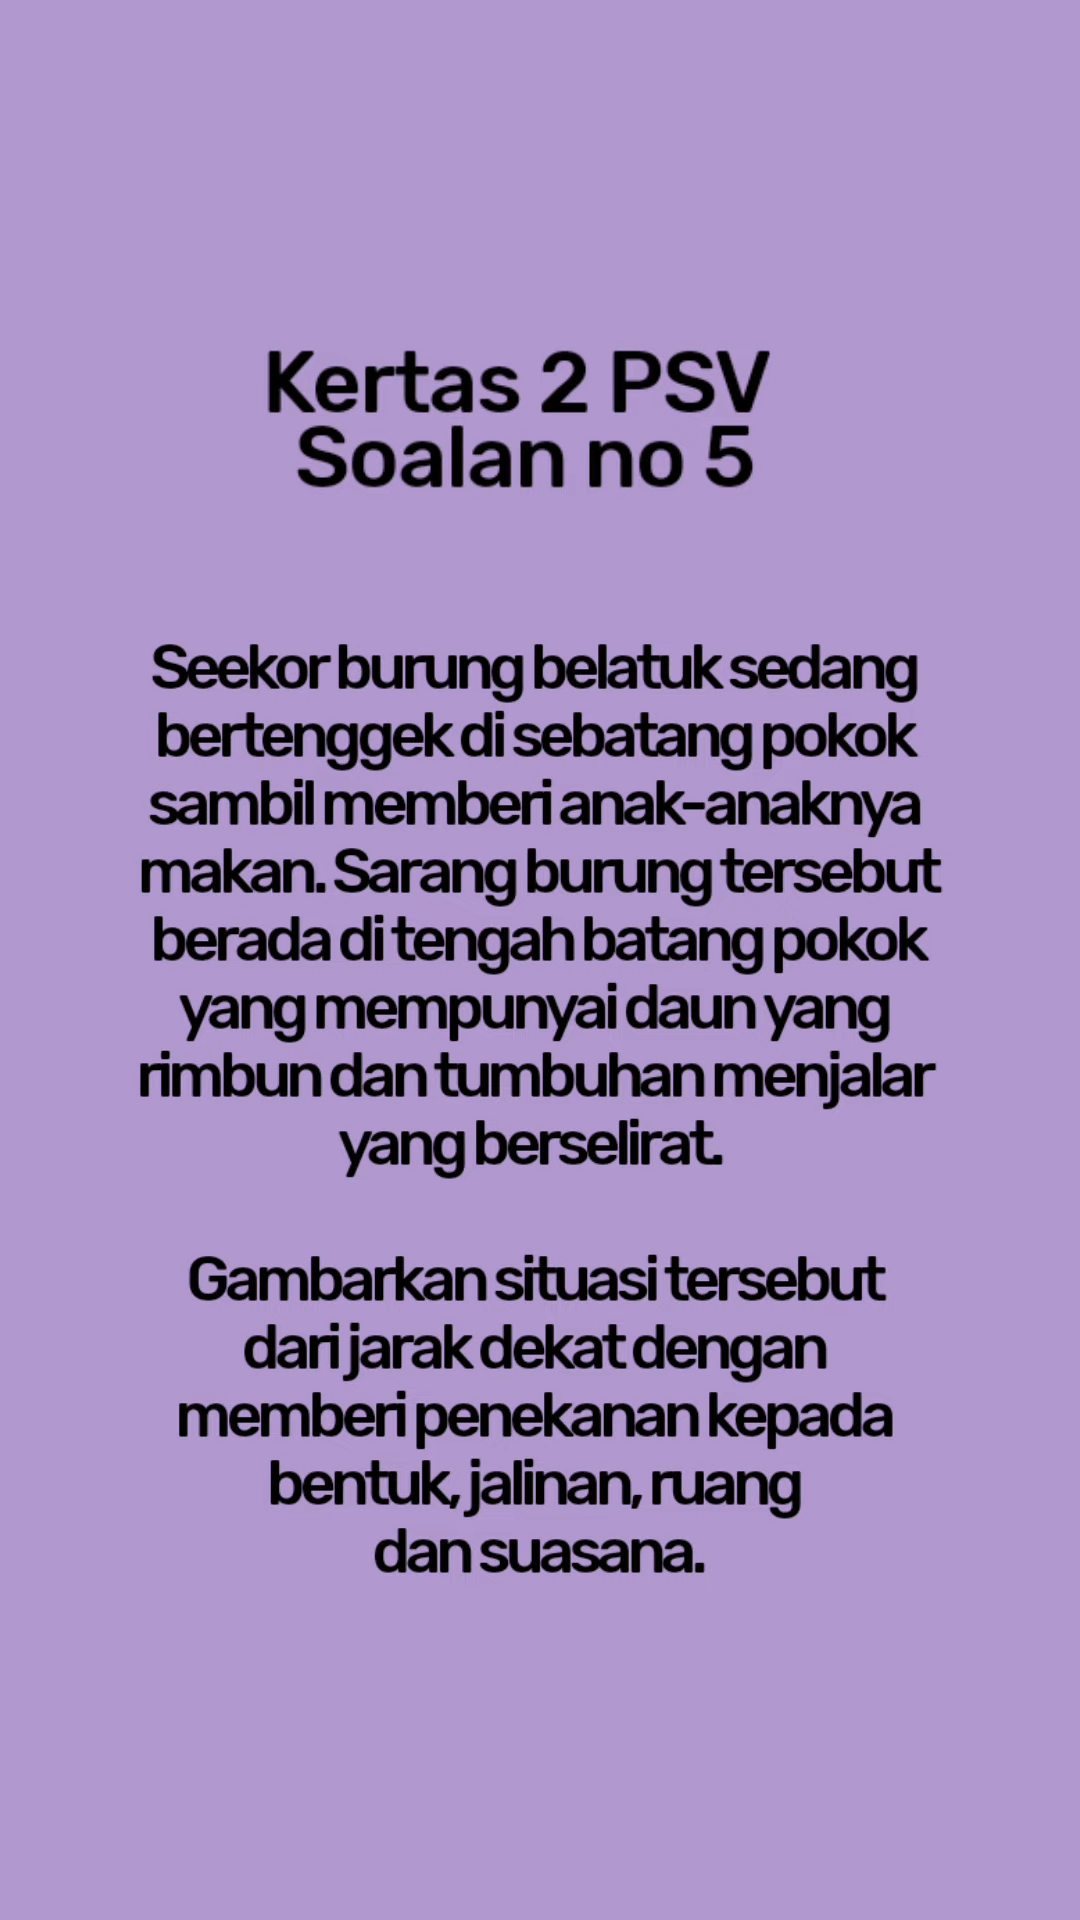 Kertas 2 PSV
Soalan no 5
Seekor burung belatuk sedang
bertenggek di sebatang pokok
sambil memberi anak-anaknya
makan. Sarang burung tersebut
berada di tengah batang pokok
yang mempunyai daun yang
rimbun dan tumbuhan menjalar
yang berselirat.
Gambarkan situasi tersebut
dari jarak dekat dengan
memberi penekanan kepada
bentuk, jalinan, ruang
dan suasana.